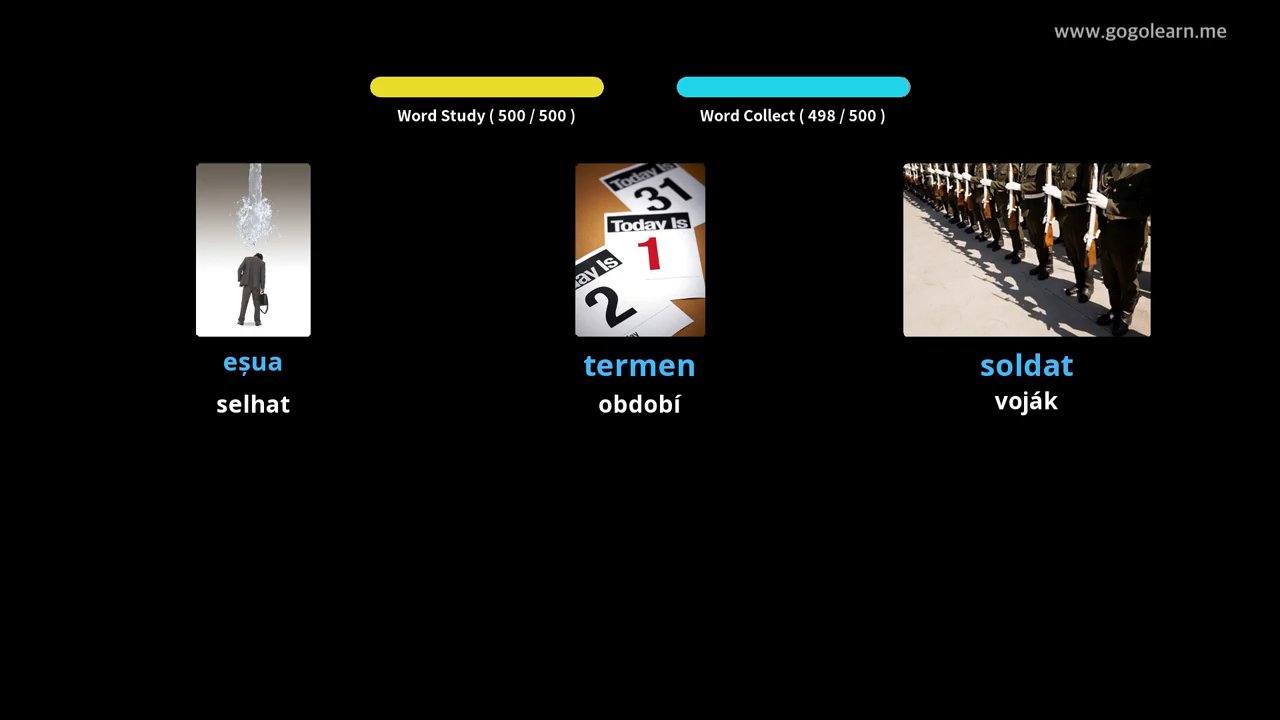 www.gogolearn.me
Word Study ( 500 / 500 )
Word Collect ( 498 / 500 )
Today Is
31
Today Is
1
ay Is
2
eșua
termen
soldat
selhat
období
voják